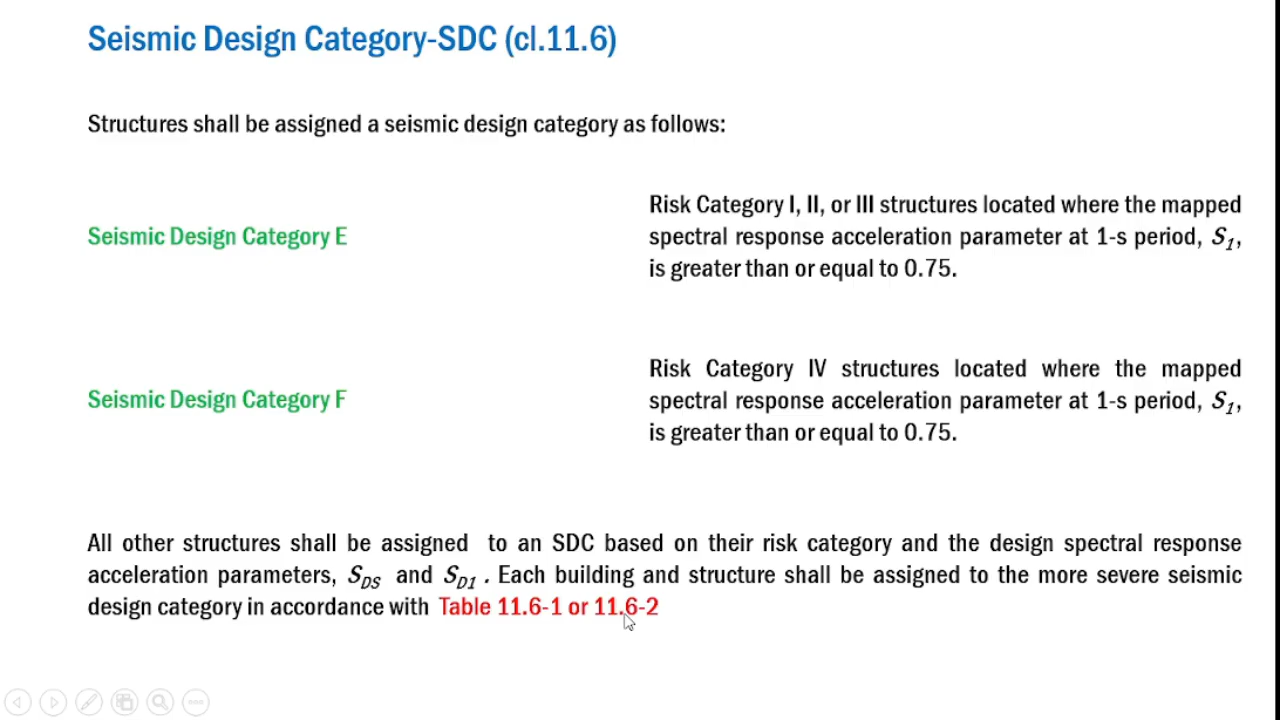 Seismic Design Category-SDC (cl.11.6)
Structures shall be assigned a seismic design category as follows:
Seismic Design Category E
Risk Category I, II, or III structures located where the mapped
spectral response acceleration parameter at 1-s period, S1,
is greater than or equal to 0.75.
Seismic Design Category F
Risk Category IV structures located where the mapped
spectral response acceleration parameter at 1-s period, S1,
is greater than or equal to 0.75.
All other structures shall be assigned to an SDC based on their risk category and the design spectral response
acceleration parameters, SDS and SD1 . Each building and structure shall be assigned to the more severe seismic
design category in accordance with Table 11.6-1 or 11.6-2